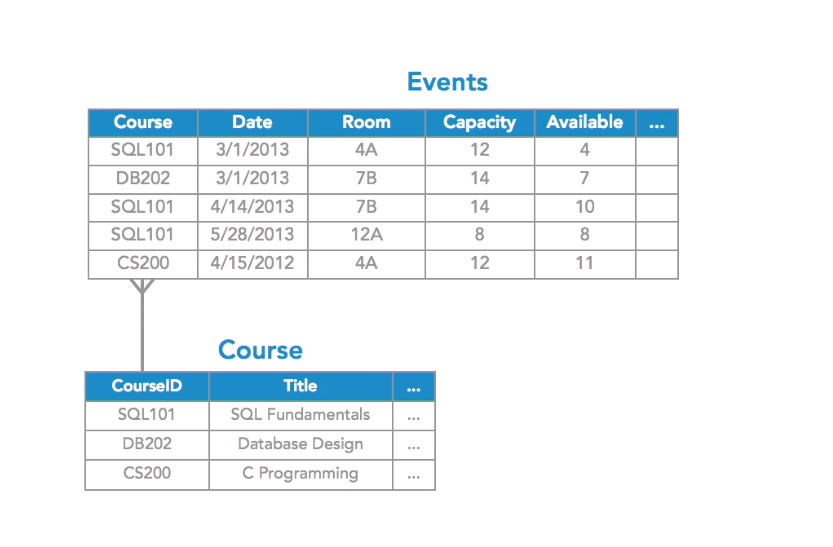 Events
Course Date Room Capacity Available ...
SQL101 3/1/2013 4A 12 4
DB202 3/1/2013 7B 14 7
SQL101 4/14/2013 7B 14 10
SQL101 5/28/2013 12A 8 8
CS200 4/15/2012 4A 12 11
Course
CourseID Title ...
SQL101 SQL Fundamentals ...
DB202 Database Design ...
CS200 C Programming ...